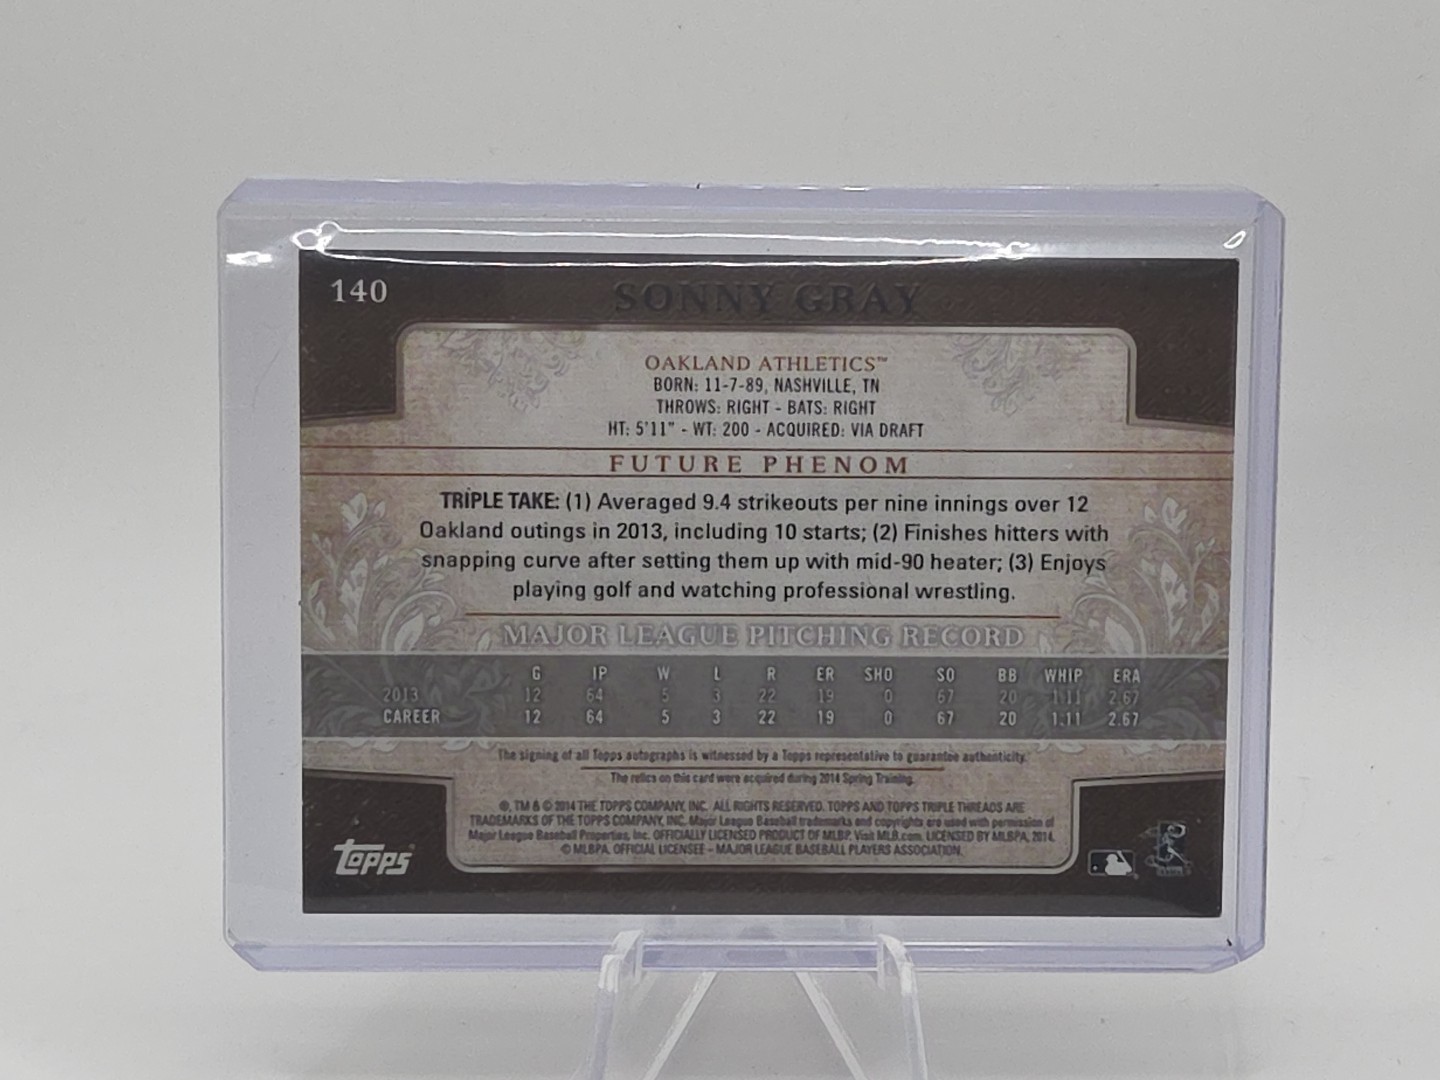 140
SONNY GRAY
OAKLAND ATHLETICS™
BORN: 11-7-89, NASHVILLE, TN
THROWS: RIGHT - BATS: RIGHT
HT: 5'11" - WT: 200 - ACQUIRED: VIA DRAFT
FUTURE PHENOM
TRIPLE TAKE: (1) Averaged 9.4 strikeouts per nine innings over 12
Oakland outings in 2013, including 10 starts; (2) Finishes hitters with
snapping curve after setting them up with mid-90 heater; (3) Enjoys
playing golf and watching professional wrestling.
MAJOR LEAGUE PITCHING RECORD
G IP W L R ER SHO SO BB WHIP ERA
2013 12 64 5 3 22 19 0 67 20 1.11 2.67
CAREER 12 64 5 3 22 19 0 67 20 1.11 2.67
The signing of all Topps autographs is witnessed by a Topps representative to guarantee authenticity.
The relics on this card were acquired during 2014 Spring Training.
®, TM & © 2014 THE TOPPS COMPANY, INC. ALL RIGHTS RESERVED. TOPPS AND TOPPS TRIPLE THREADS ARE
TRADEMARKS OF THE TOPPS COMPANY, INC. Major League Baseball trademarks and copyrights are used with permission of
Major League Baseball Properties, Inc. OFFICIALLY LICENSED PRODUCT OF MLBP. Visit MLB.com. LICENSED BY MLBPA, 2014.
© MLBPA. OFFICIAL LICENSEE – MAJOR LEAGUE BASEBALL PLAYERS ASSOCIATION.
topps